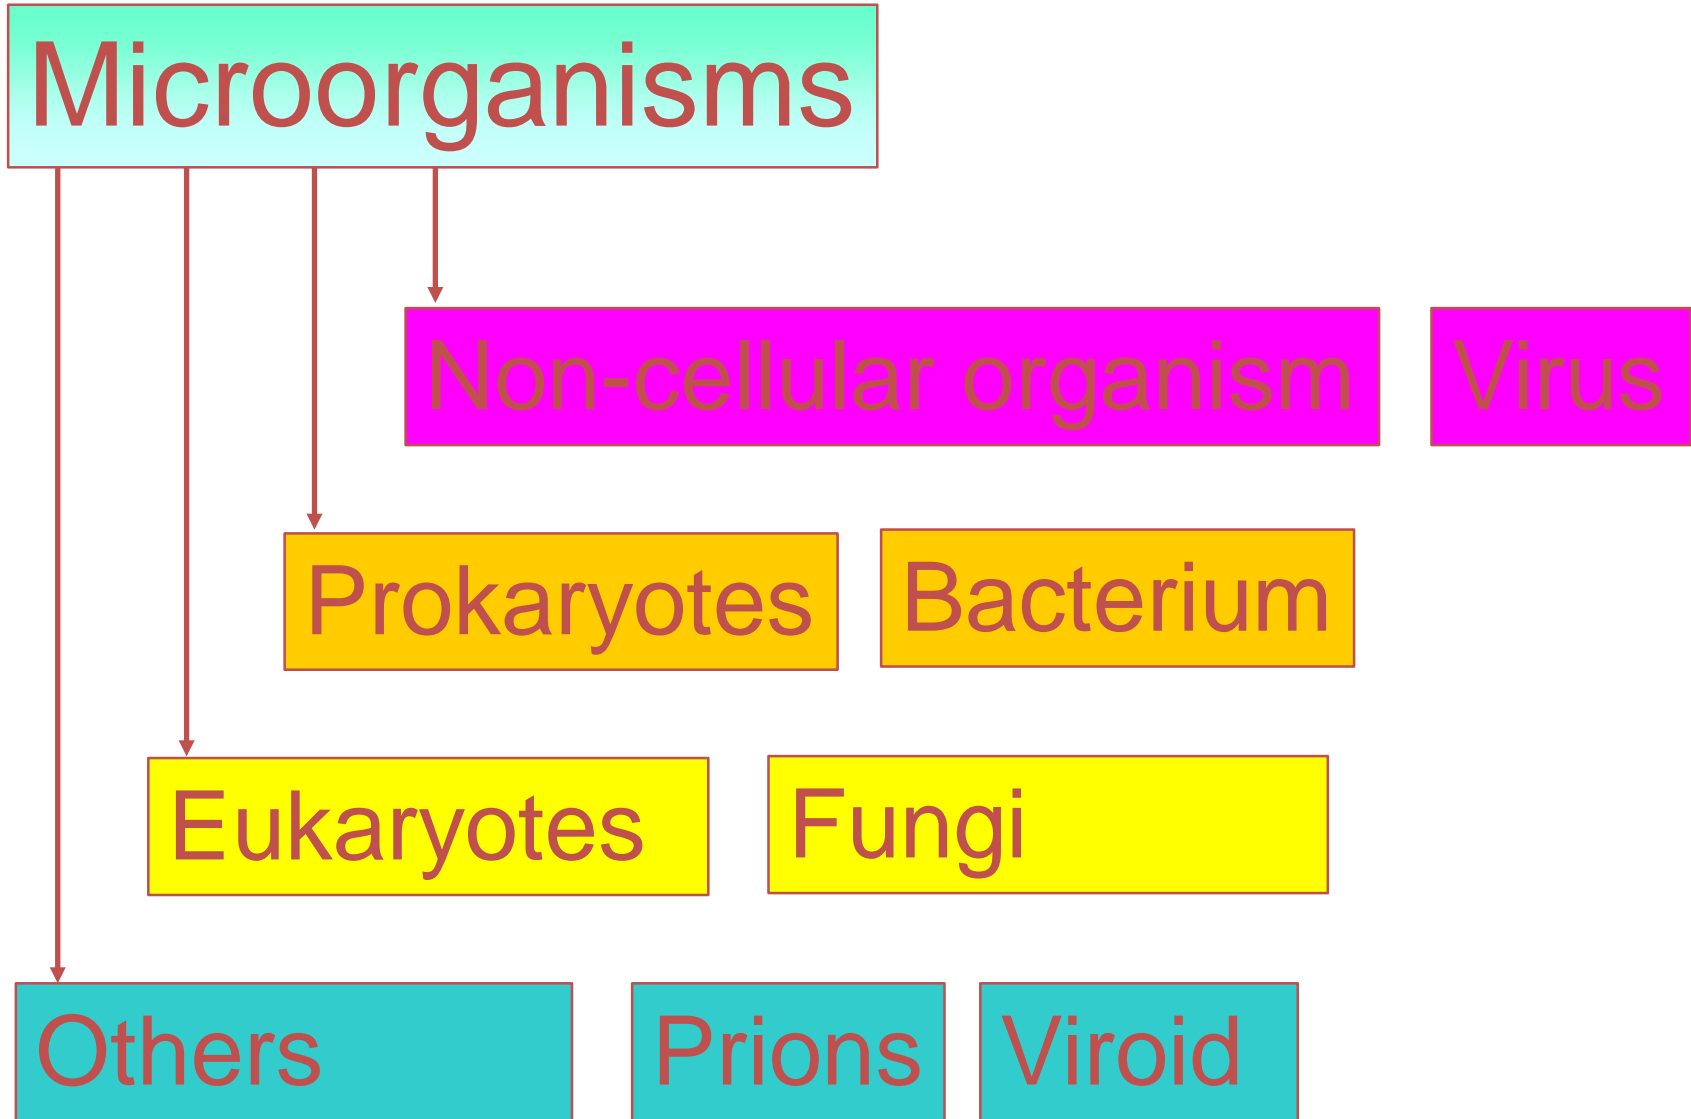 Microorganisms
Non-cellular organism Virus
Prokaryotes Bacterium
Eukaryotes Fungi
Others Prions Viroid